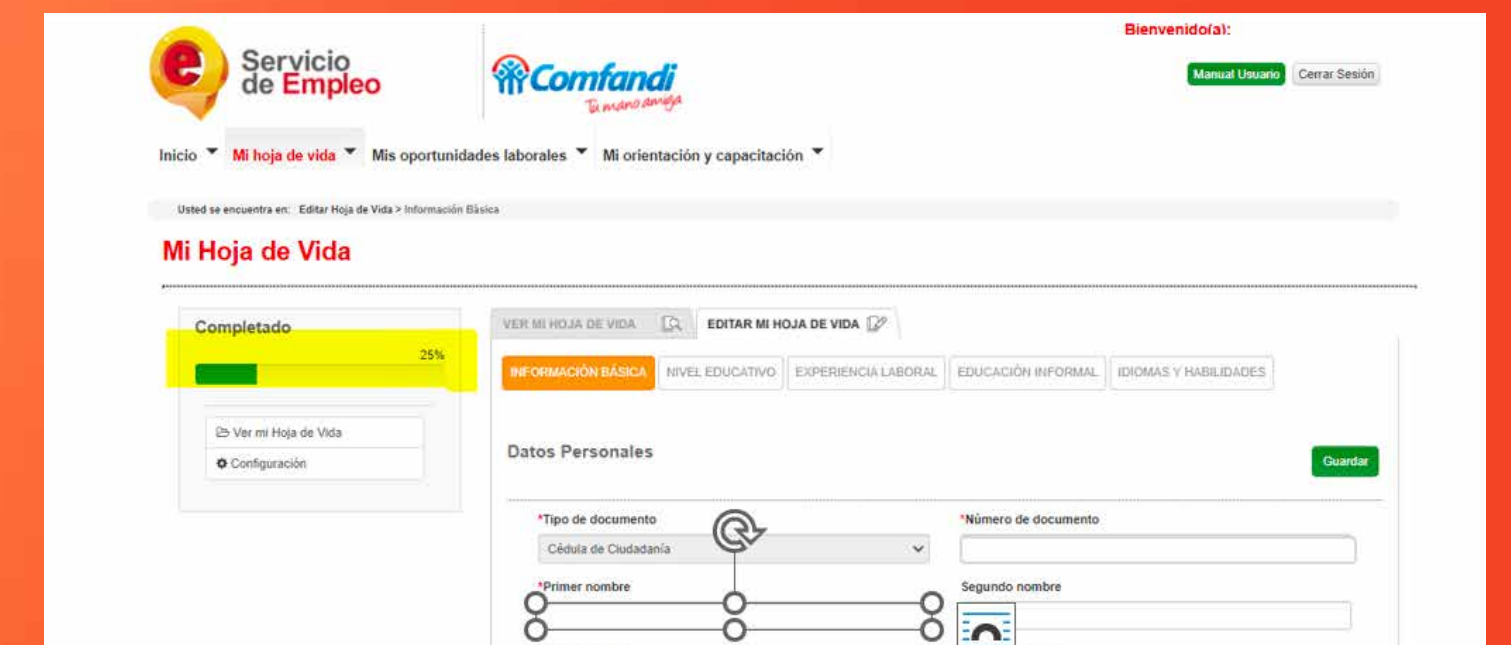 Bienvenido(a):
Servicio
de Empleo
Comfandi
Tu mano amiga
Manual Usuario
Cerrar Sesión
Inicio
Mi hoja de vida
Mis oportunidades laborales
Mi orientación y capacitación
Usted se encuentra en: Editar Hoja de Vida > Información Básica
Mi Hoja de Vida
Completado
25%
Ver mi Hoja de Vida
Configuración
VER MI HOJA DE VIDA
EDITAR MI HOJA DE VIDA
INFORMACIÓN BÁSICA
NIVEL EDUCATIVO
EXPERIENCIA LABORAL
EDUCACIÓN INFORMAL
IDIOMAS Y HABILIDADES
Datos Personales
Guardar
*Tipo de documento
Cédula de Ciudadanía
*Número de documento
*Primer nombre
Segundo nombre